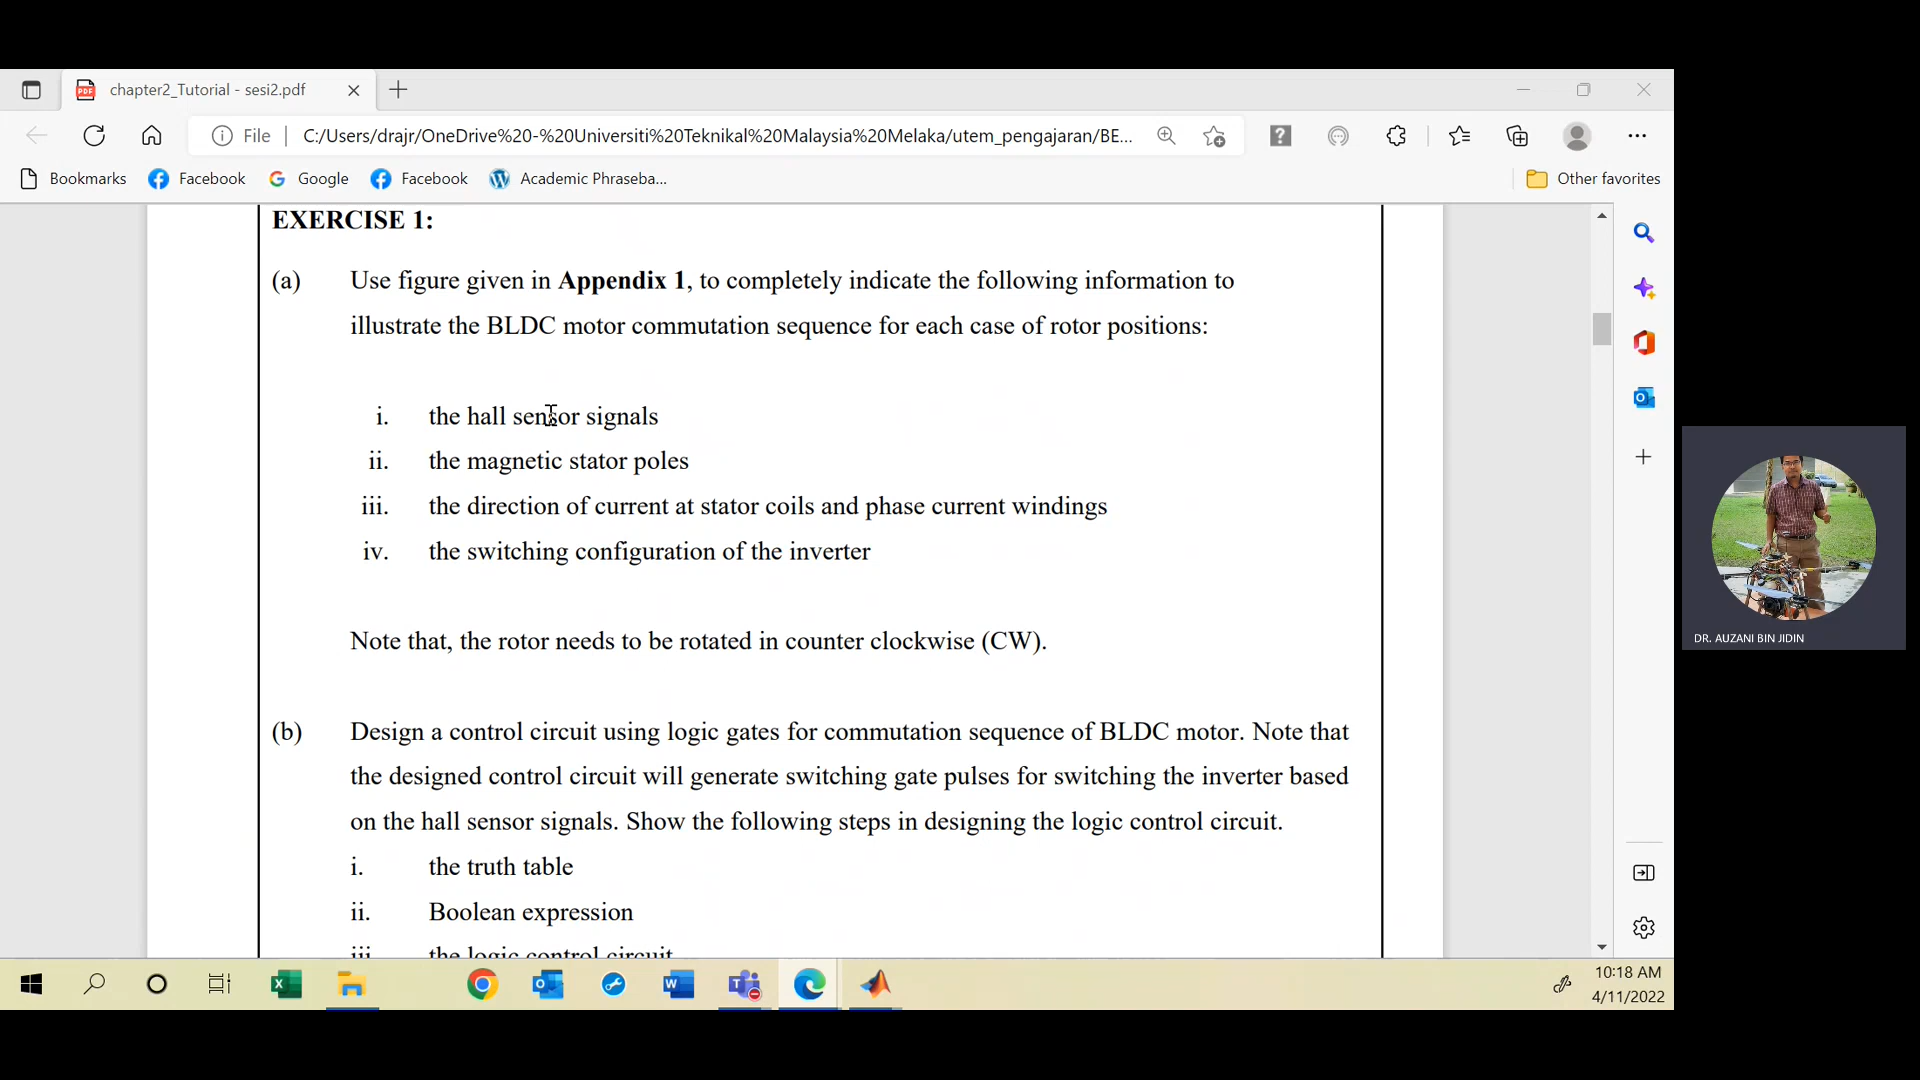 chapter2_Tutorial - sesi2.pdf
File
C:/Users/drajr/OneDrive%20-%20Universiti%20Teknikal%20Malaysia%20Melaka/utem_pengajaran/BE...
Bookmarks Facebook Google Facebook Academic Phraseba... Other favorites
EXERCISE 1:
(a) Use figure given in Appendix 1, to completely indicate the following information to
illustrate the BLDC motor commutation sequence for each case of rotor positions:
i. the hall sensor signals
ii. the magnetic stator poles
iii. the direction of current at stator coils and phase current windings
iv. the switching configuration of the inverter
Note that, the rotor needs to be rotated in counter clockwise (CW).
(b) Design a control circuit using logic gates for commutation sequence of BLDC motor. Note that
the designed control circuit will generate switching gate pulses for switching the inverter based
on the hall sensor signals. Show the following steps in designing the logic control circuit.
i. the truth table
ii. Boolean expression
iii. the logic control circuit
DR. AUZANI BIN JIDIN
10:18 AM
4/11/2022